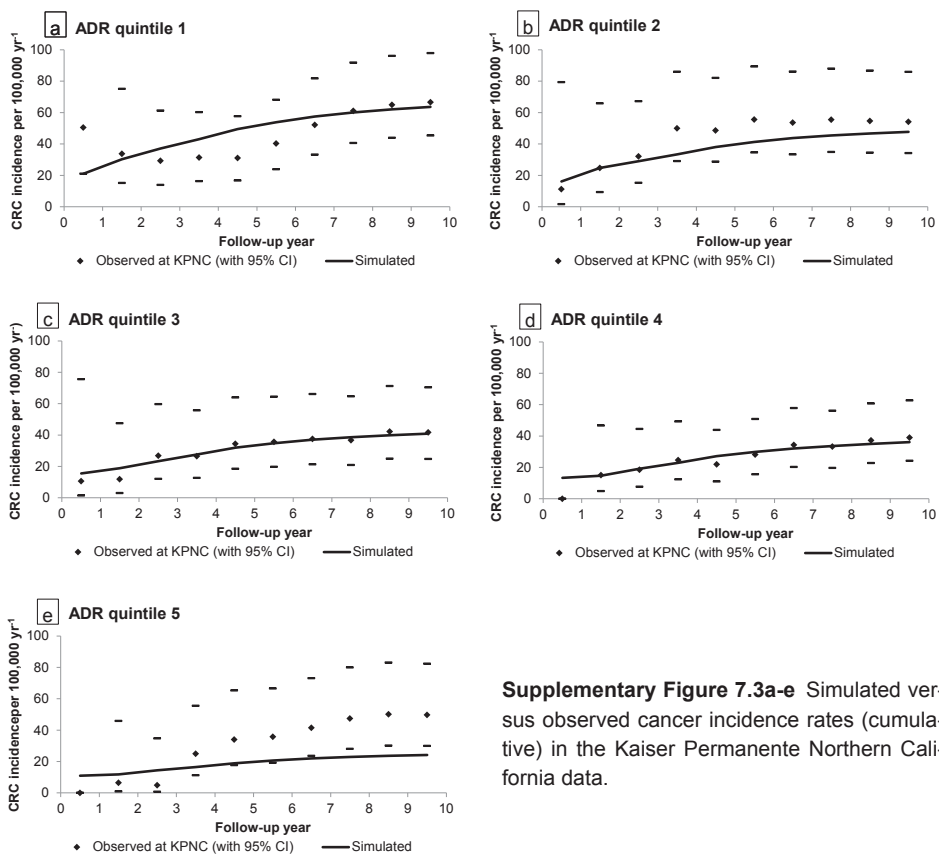 a ADR quintile 1
CRC incidence per 100,000 yr⁻¹
100
80
60
40
20
0
0 1 2 3 4 5 6 7 8 9 10
Follow-up year
◆ Observed at KPNC (with 95% CI) — Simulated
b ADR quintile 2
CRC incidence per 100,000 yr⁻¹
100
80
60
40
20
0
0 1 2 3 4 5 6 7 8 9 10
Follow-up year
◆ Observed at KPNC (with 95% CI) — Simulated
c ADR quintile 3
CRC incidence per 100,000 yr⁻)
100
80
60
40
20
0
0 1 2 3 4 5 6 7 8 9 10
Follow-up year
◆ Observed at KPNC (with 95% CI) — Simulated
d ADR quintile 4
CRC incidence per 100,000 yr⁻¹
100
80
60
40
20
0
0 1 2 3 4 5 6 7 8 9 10
Follow-up year
◆ Observed at KPNC (with 95% CI) — Simulated
e ADR quintile 5
CRC incidenceper 100,000 yr⁻¹
100
80
60
40
20
0
0 1 2 3 4 5 6 7 8 9 10
Follow-up year
◆ Observed at KPNC (with 95% CI) — Simulated
Supplementary Figure 7.3a-e Simulated ver-
sus observed cancer incidence rates (cumula-
tive) in the Kaiser Permanente Northern Cali-
fornia data.